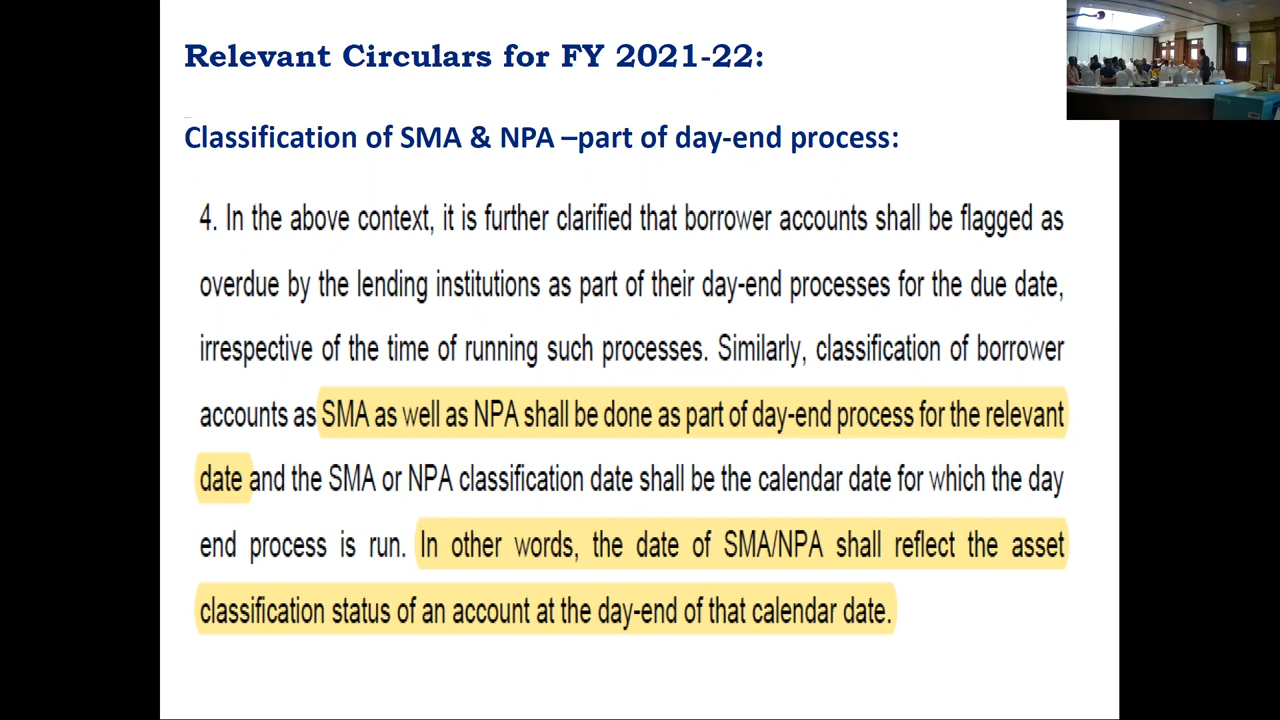 Relevant Circulars for FY 2021-22:
Classification of SMA & NPA –part of day-end process:
4. In the above context, it is further clarified that borrower accounts shall be flagged as
overdue by the lending institutions as part of their day-end processes for the due date,
irrespective of the time of running such processes. Similarly, classification of borrower
accounts as SMA as well as NPA shall be done as part of day-end process for the relevant
date and the SMA or NPA classification date shall be the calendar date for which the day
end process is run. In other words, the date of SMA/NPA shall reflect the asset
classification status of an account at the day-end of that calendar date.